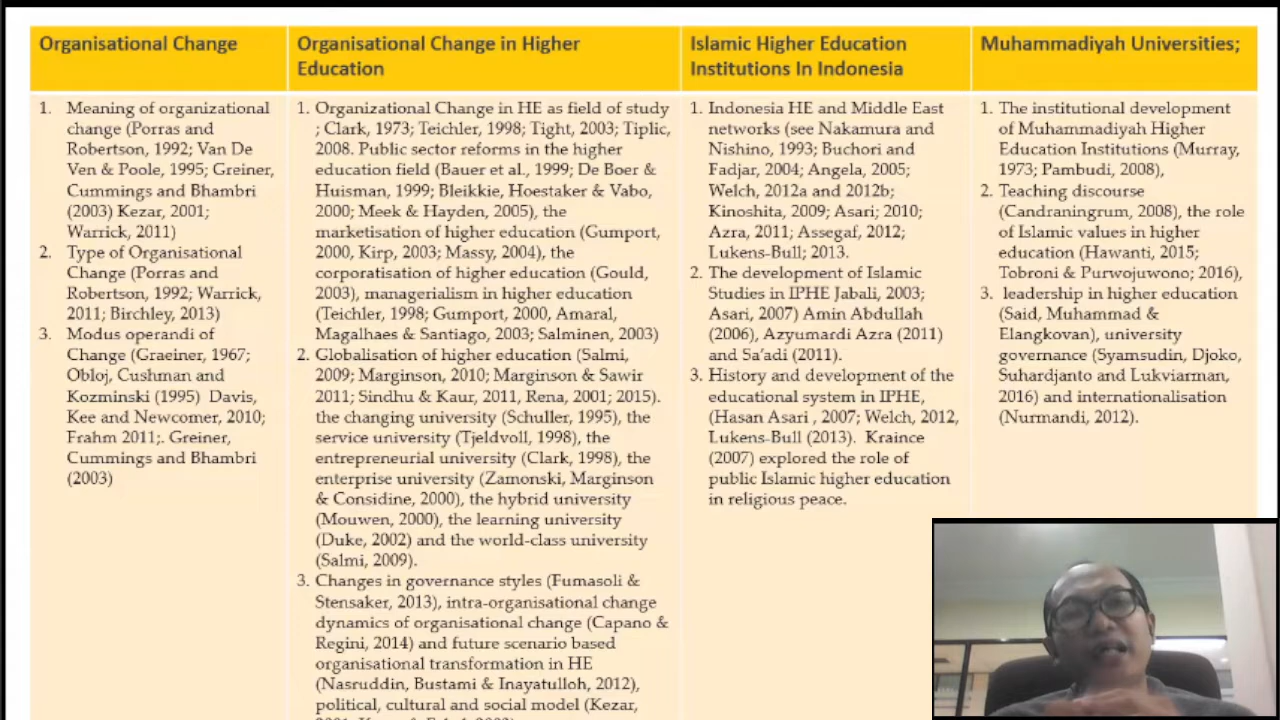 Organisational Change
Organisational Change in Higher
Education
Islamic Higher Education
Institutions In Indonesia
Muhammadiyah Universities;
1. Meaning of organizational
change (Porras and
Robertson, 1992; Van De
Ven & Poole, 1995; Greiner,
Cummings and Bhambri
(2003) Kezar, 2001;
Warrick, 2011)
2. Type of Organisational
Change (Porras and
Robertson, 1992; Warrick,
2011; Birchley, 2013)
3. Modus operandi of
Change (Graeiner, 1967;
Obloj, Cushman and
Kozminski (1995) Davis,
Kee and Newcomer, 2010;
Frahm 2011;. Greiner,
Cummings and Bhambri
(2003)
1. Organizational Change in HE as field of study
; Clark, 1973; Teichler, 1998; Tight, 2003; Tiplic,
2008. Public sector reforms in the higher
education field (Bauer et al., 1999; De Boer &
Huisman, 1999; Bleikkie, Hoestaker & Vabo,
2000; Meek & Hayden, 2005), the
marketisation of higher education (Gumport,
2000, Kirp, 2003; Massy, 2004), the
corporatisation of higher education (Gould,
2003), managerialism in higher education
(Teichler, 1998; Gumport, 2000, Amaral,
Magalhaes & Santiago, 2003; Salminen, 2003)
2. Globalisation of higher education (Salmi,
2009; Marginson, 2010; Marginson & Sawir
2011; Sindhu & Kaur, 2011, Rena, 2001; 2015).
the changing university (Schuller, 1995), the
service university (Tjeldvoll, 1998), the
entrepreneurial university (Clark, 1998), the
enterprise university (Zamonski, Marginson
& Considine, 2000), the hybrid university
(Mouwen, 2000), the learning university
(Duke, 2002) and the world-class university
(Salmi, 2009).
3. Changes in governance styles (Fumasoli &
Stensaker, 2013), intra-organisational change
dynamics of organisational change (Capano &
Regini, 2014) and future scenario based
organisational transformation in HE
(Nasruddin, Bustami & Inayatulloh, 2012),
political, cultural and social model (Kezar,
1. Indonesia HE and Middle East
networks (see Nakamura and
Nishino, 1993; Buchori and
Fadjar, 2004; Angela, 2005;
Welch, 2012a and 2012b;
Kinoshita, 2009; Asari; 2010;
Azra, 2011; Assegaf, 2012;
Lukens-Bull; 2013.
2. The development of Islamic
Studies in IPHE Jabali, 2003;
Asari, 2007) Amin Abdullah
(2006), Azyumardi Azra (2011)
and Sa'adi (2011).
3. History and development of the
educational system in IPHE,
(Hasan Asari , 2007; Welch, 2012,
Lukens-Bull (2013). Kraince
(2007) explored the role of
public Islamic higher education
in religious peace.
1. The institutional development
of Muhammadiyah Higher
Education Institutions (Murray,
1973; Pambudi, 2008),
2. Teaching discourse
(Candraningrum, 2008), the role
of Islamic values in higher
education (Hawanti, 2015;
Tobroni & Purwojuwono; 2016),
3. leadership in higher education
(Said, Muhammad &
Elangkovan), university
governance (Syamsudin, Djoko,
Suhardjanto and Lukviarman,
2016) and internationalisation
(Nurmandi, 2012).